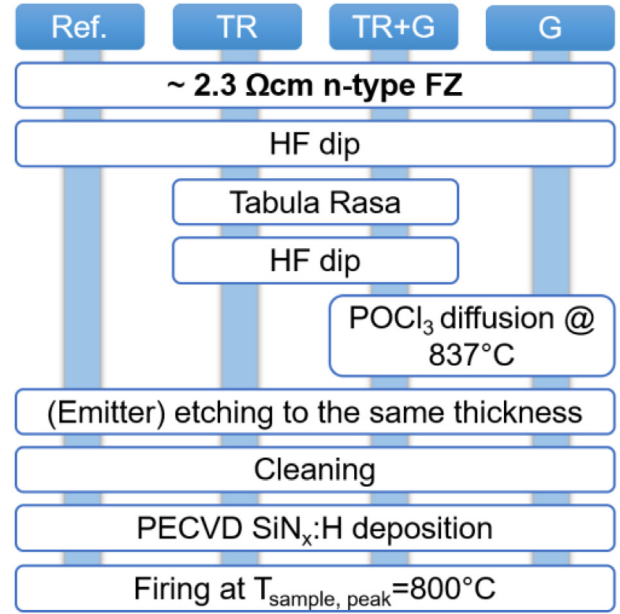 Ref. TR TR+G G
~ 2.3 Ωcm n-type FZ
HF dip
Tabula Rasa
HF dip
POCl₃ diffusion @
837°C
(Emitter) etching to the same thickness
Cleaning
PECVD SiNₓ:H deposition
Firing at Tₛₐₘₚₗₑ, ₚₑₐₖ=800°C